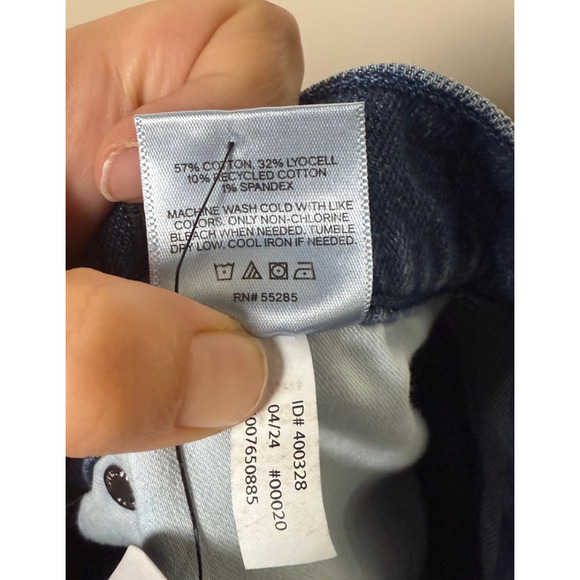 57% COTTON, 32% LYOCELL
10% RECYCLED COTTON
1% SPANDEX
MACHINE WASH COLD WITH LIKE
COLORS. ONLY NON-CHLORINE
BLEACH WHEN NEEDED. TUMBLE
DRY LOW. COOL IRON IF NEEDED.
RN# 55285
ID# 400328
04/24 #00020
007650885